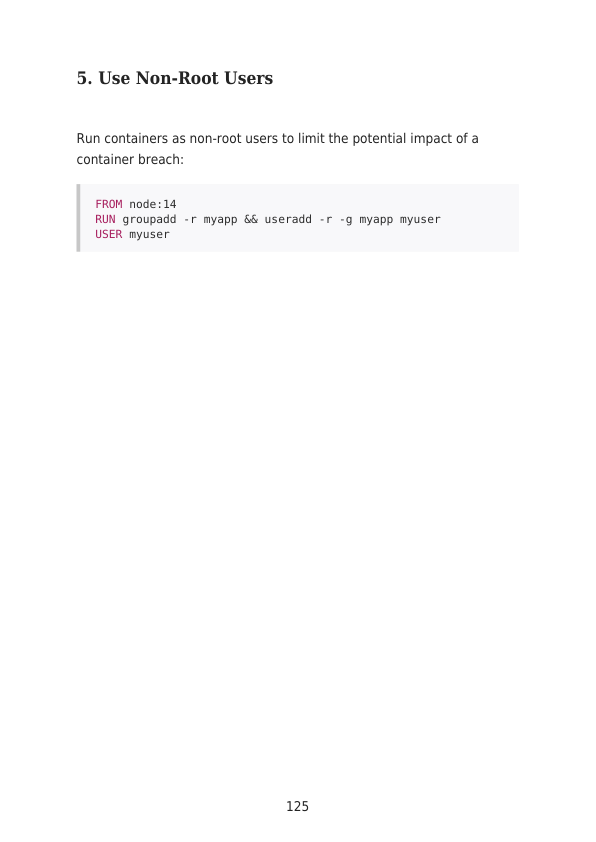 5. Use Non-Root Users
Run containers as non-root users to limit the potential impact of a
container breach:
FROM node:14
RUN groupadd -r myapp && useradd -r -g myapp myuser
USER myuser
125